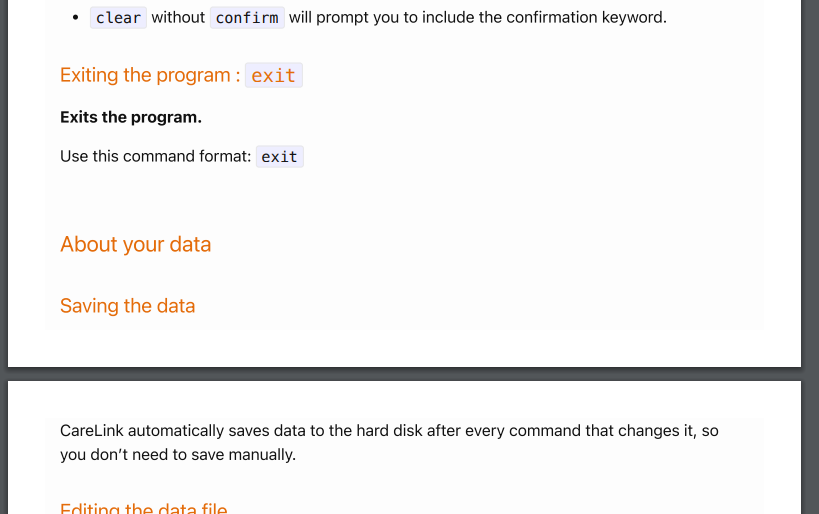 • clear without confirm will prompt you to include the confirmation keyword.
Exiting the program : exit
Exits the program.
Use this command format: exit
About your data
Saving the data
CareLink automatically saves data to the hard disk after every command that changes it, so
you don’t need to save manually.
Editing the data file